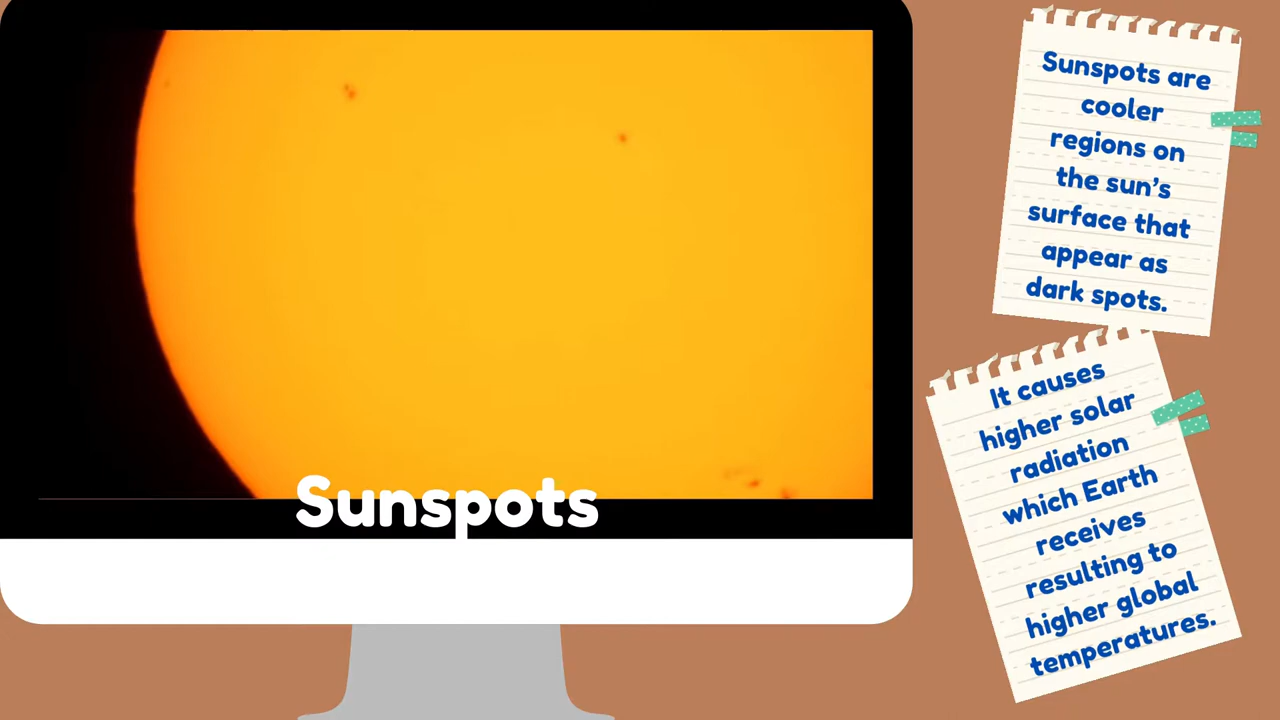 Sunspots are
cooler
regions on
the sun's
surface that
appear as
dark spots.
It causes
higher solar
radiation
which Earth
receives
resulting to
higher global
temperatures.
Sunspots